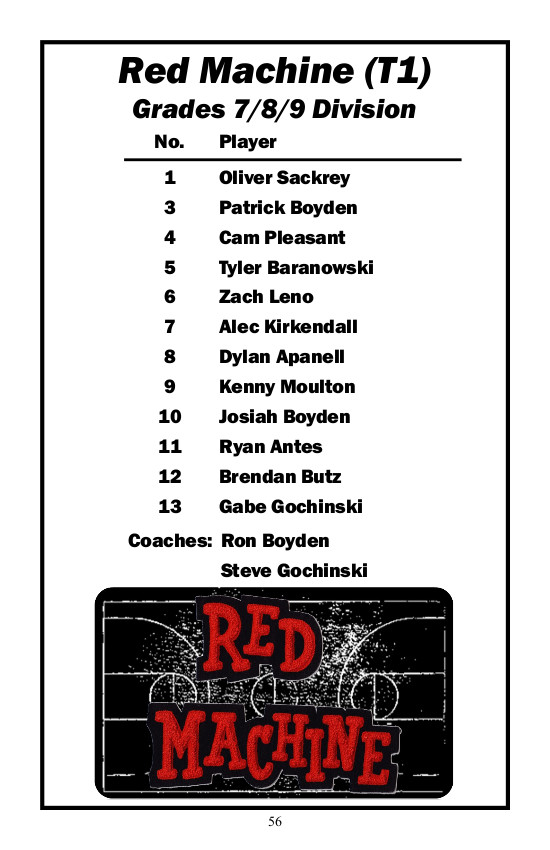 Red Machine (T1)
Grades 7/8/9 Division
No. Player
1 Oliver Sackrey
3 Patrick Boyden
4 Cam Pleasant
5 Tyler Baranowski
6 Zach Leno
7 Alec Kirkendall
8 Dylan Apanell
9 Kenny Moulton
10 Josiah Boyden
11 Ryan Antes
12 Brendan Butz
13 Gabe Gochinski
Coaches: Ron Boyden
Steve Gochinski
RED
MACHINE
56